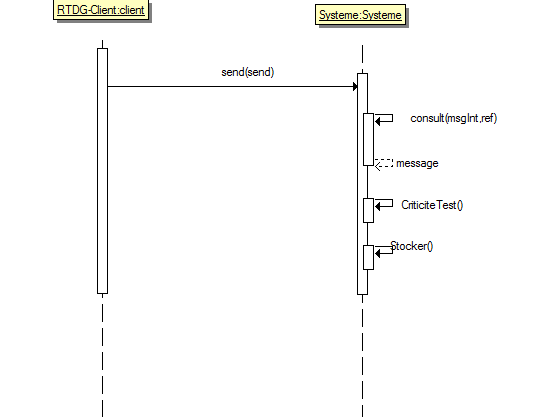 RTDG-Client:client
Systeme:Systeme
send(send)
consult(msgInt,ref)
message
CriticiteTest()
Stocker()